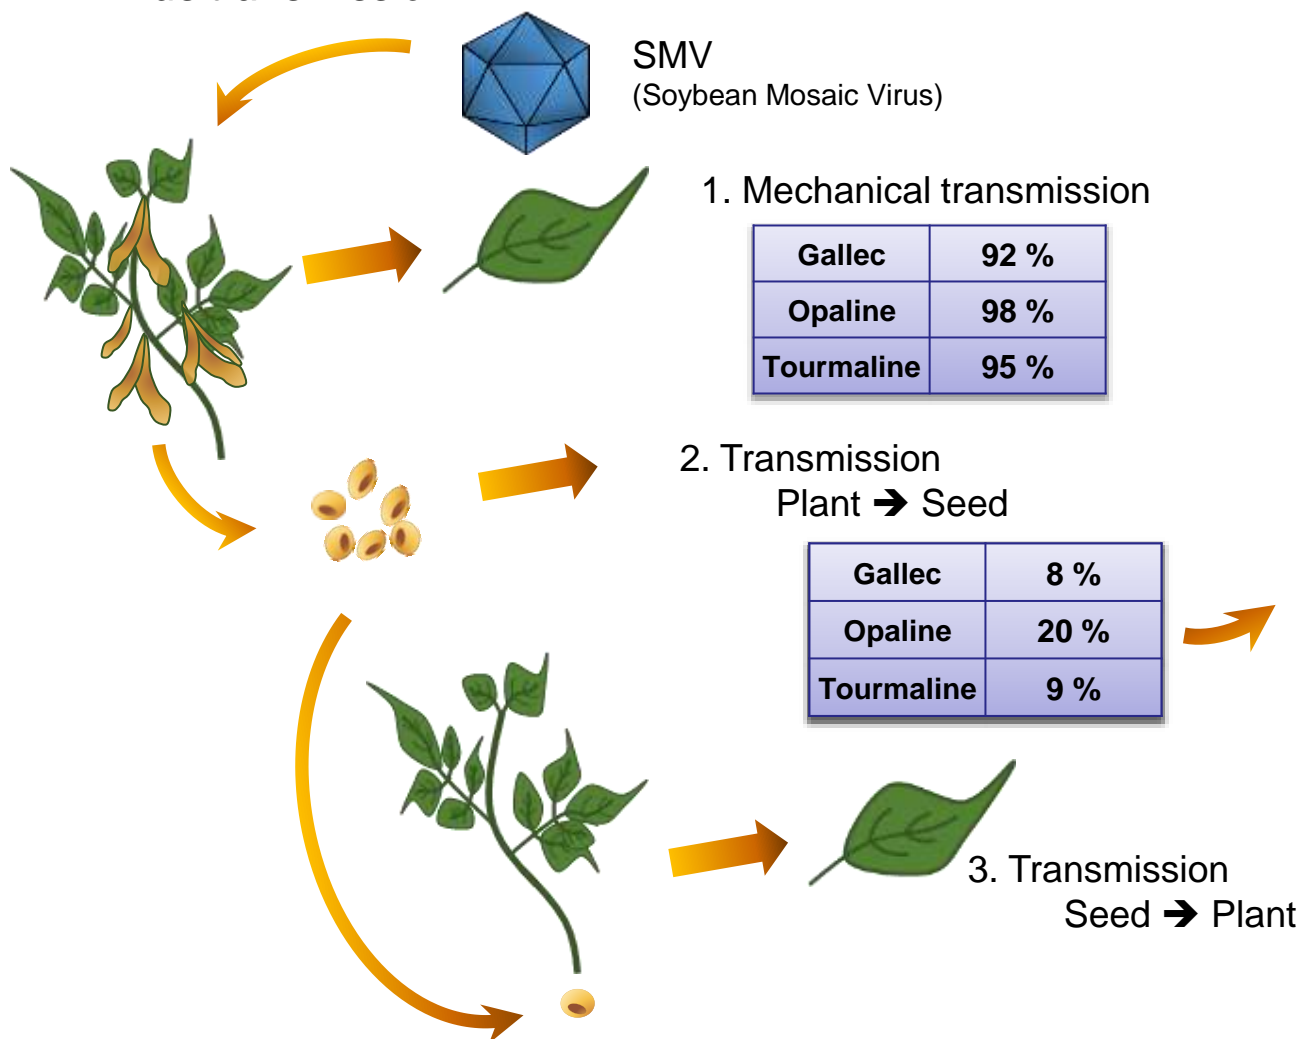 SMV
(Soybean Mosaic Virus)
1. Mechanical transmission
Gallec 92 %
Opaline 98 %
Tourmaline 95 %
2. Transmission
Plant ➔ Seed
Gallec 8 %
Opaline 20 %
Tourmaline 9 %
3. Transmission
Seed ➔ Plant